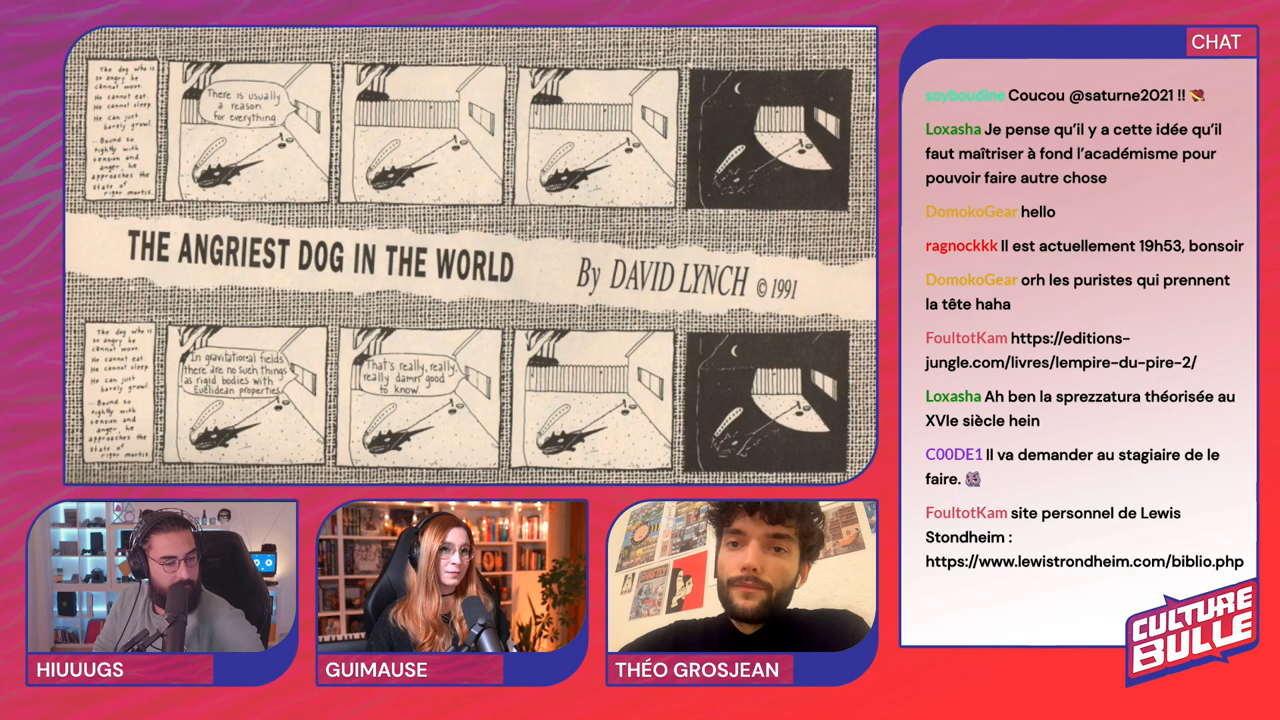 CHAT
soyboudine Coucou @saturne2021 !!
Loxasha Je pense qu'il y a cette idée qu'il
faut maîtriser à fond l'académisme pour
pouvoir faire autre chose
DomokoGear hello
ragnockkk Il est actuellement 19h53, bonsoir
DomokoGear orh les puristes qui prennent
la tête haha
FoultotKam https://editions-
jungle.com/livres/lempire-du-pire-2/
Loxasha Ah ben la sprezzatura théorisée au
XVIe siècle hein
C00DE1 Il va demander au stagiaire de le
faire.
FoultotKam site personnel de Lewis
Stondheim :
https://www.lewistrondheim.com/biblio.php
CULTURE
BULLE
The dog who is
so angry he
cannot move.
He cannot eat.
He cannot sleep.
He can just
barely growl.
...Bound so
tightly with
tension and
anger, he
approaches the
state of
rigor mortis.
There is usually
a reason
for everything.
THE ANGRIEST DOG IN THE WORLD
By DAVID LYNCH © 1991
The dog who is
so angry he
cannot move.
He cannot eat.
He cannot sleep.
He can just
barely growl.
...Bound so
tightly with
tension and
anger, he
approaches the
state of
rigor mortis.
In gravitational fields
there are no such things
as rigid bodies with
Euclidean properties.
That's really, really,
really damn good
to know.
HIUUUGS
GUIMAUSE
THÉO GROSJEAN